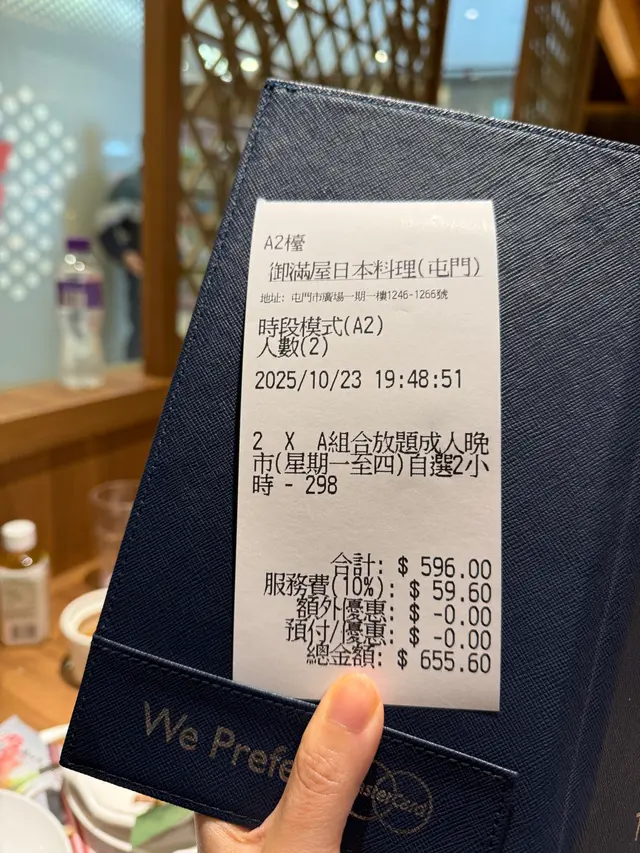 A2檯
御滿屋日本料理(屯門)
地址: 屯門市廣場一期一樓1246-1266號
時段模式(A2)
人數(2)
2025/10/23 19:48:51
2 X A組合放題成人晚
市(星期一至四)自選2小
時 - 298
合計: $ 596.00
服務費(10%): $ 59.60
額外優惠: $ -0.00
預付/優惠: $ -0.00
總金額: $ 655.60
We Prefe
mastercard